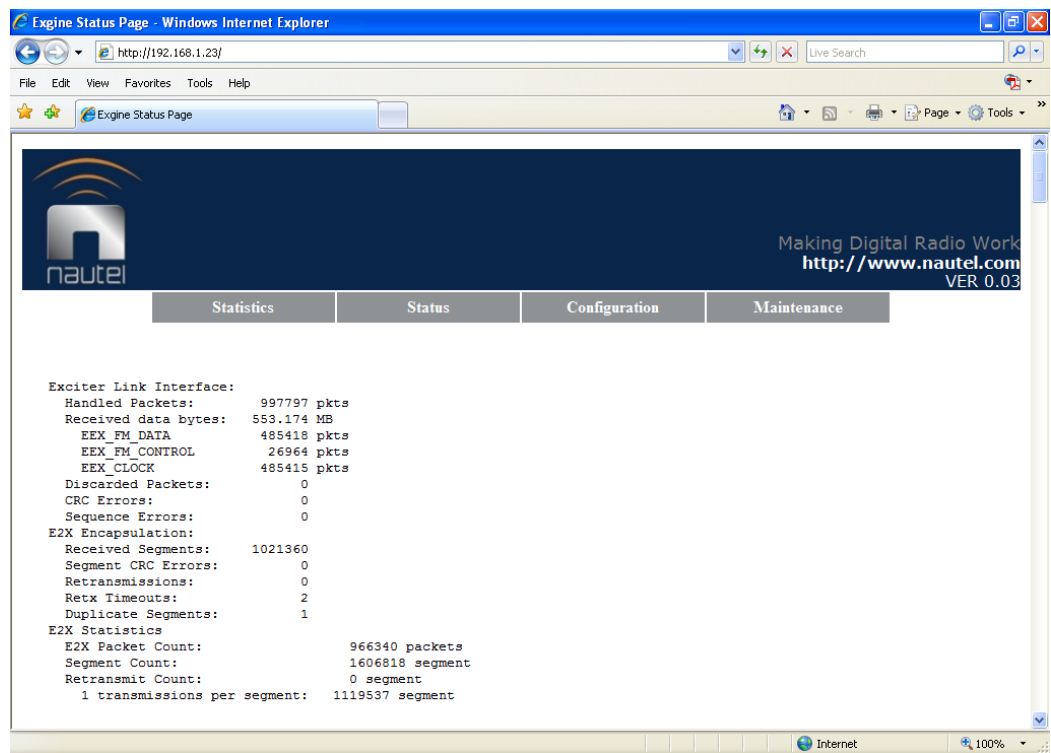 Exgine Status Page - Windows Internet Explorer
http://192.168.1.23/
Live Search
File Edit View Favorites Tools Help
Exgine Status Page
Page Tools »
nautel
Making Digital Radio Work
http://www.nautel.com
VER 0.03
Statistics Status Configuration Maintenance
Exciter Link Interface:
Handled Packets: 997797 pkts
Received data bytes: 553.174 MB
EEX_FM_DATA 485418 pkts
EEX_FM_CONTROL 26964 pkts
EEX_CLOCK 485415 pkts
Discarded Packets: 0
CRC Errors: 0
Sequence Errors: 0
E2X Encapsulation:
Received Segments: 1021360
Segment CRC Errors: 0
Retransmissions: 0
Retx Timeouts: 2
Duplicate Segments: 1
E2X Statistics
E2X Packet Count: 966340 packets
Segment Count: 1606818 segment
Retransmit Count: 0 segment
1 transmissions per segment: 1119537 segment
Internet 100%